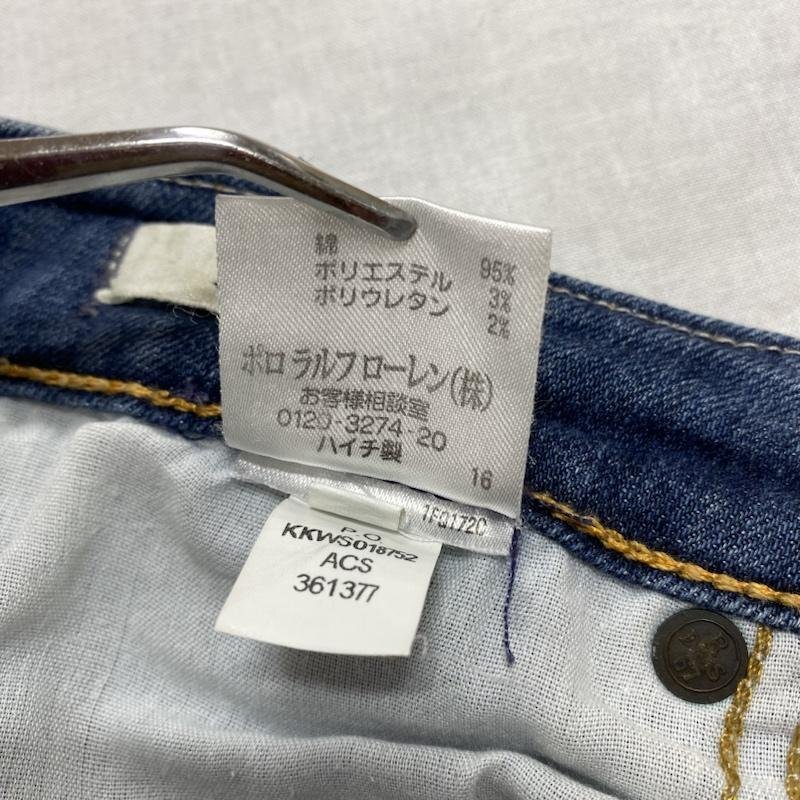 綿 95%
ポリエステル 3%
ポリウレタン 2%
ポロ ラルフローレン(株)
お客様相談室
0120-3274-20
ハイチ製
16
1FQ172C
P.O.
KKWS018752
ACS
361377